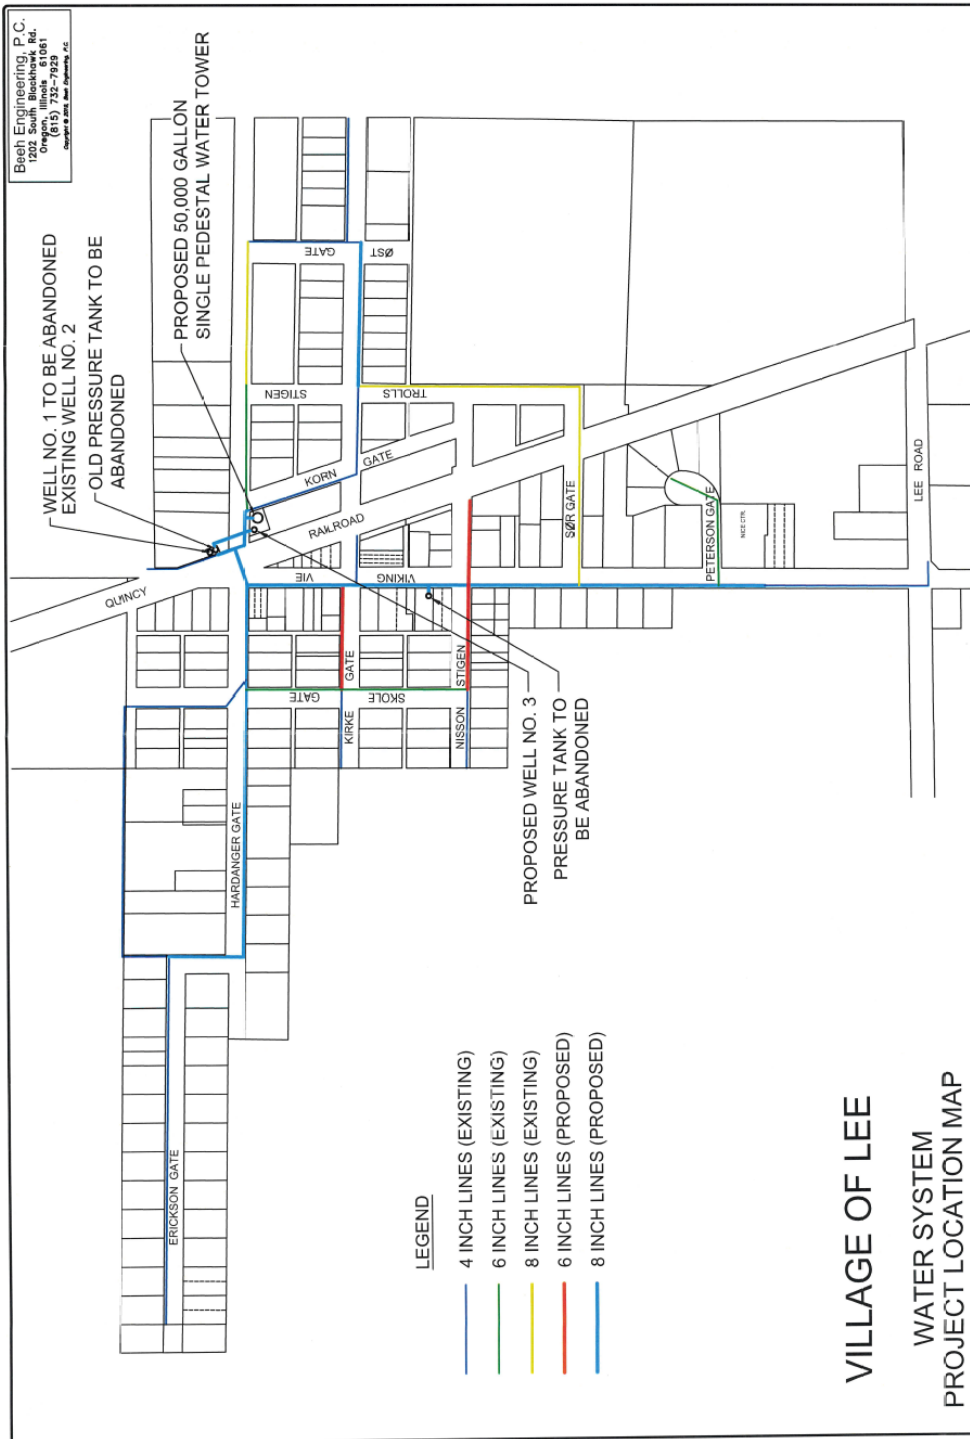 Beeh Engineering, P.C.
1202 South Blackhawk Rd.
Oregon, Illinois 61061
(815) 732-7929
WELL NO. 1 TO BE ABANDONED
EXISTING WELL NO. 2
OLD PRESSURE TANK TO BE
ABANDONED
PROPOSED 50,000 GALLON
SINGLE PEDESTAL WATER TOWER
QUINCY
RAILROAD
KORN
GATE
STIGEN
TROLLS
GATE
ØST
VIE
VIKING
GATE
SKOLE
KIRKE
GATE
NISSON
STIGEN
HARDANGER GATE
ERICKSON GATE
SØR GATE
PETERSON GATE
LEE ROAD
PROPOSED WELL NO. 3
PRESSURE TANK TO
BE ABANDONED
LEGEND
4 INCH LINES (EXISTING)
6 INCH LINES (EXISTING)
8 INCH LINES (EXISTING)
6 INCH LINES (PROPOSED)
8 INCH LINES (PROPOSED)
VILLAGE OF LEE
WATER SYSTEM
PROJECT LOCATION MAP